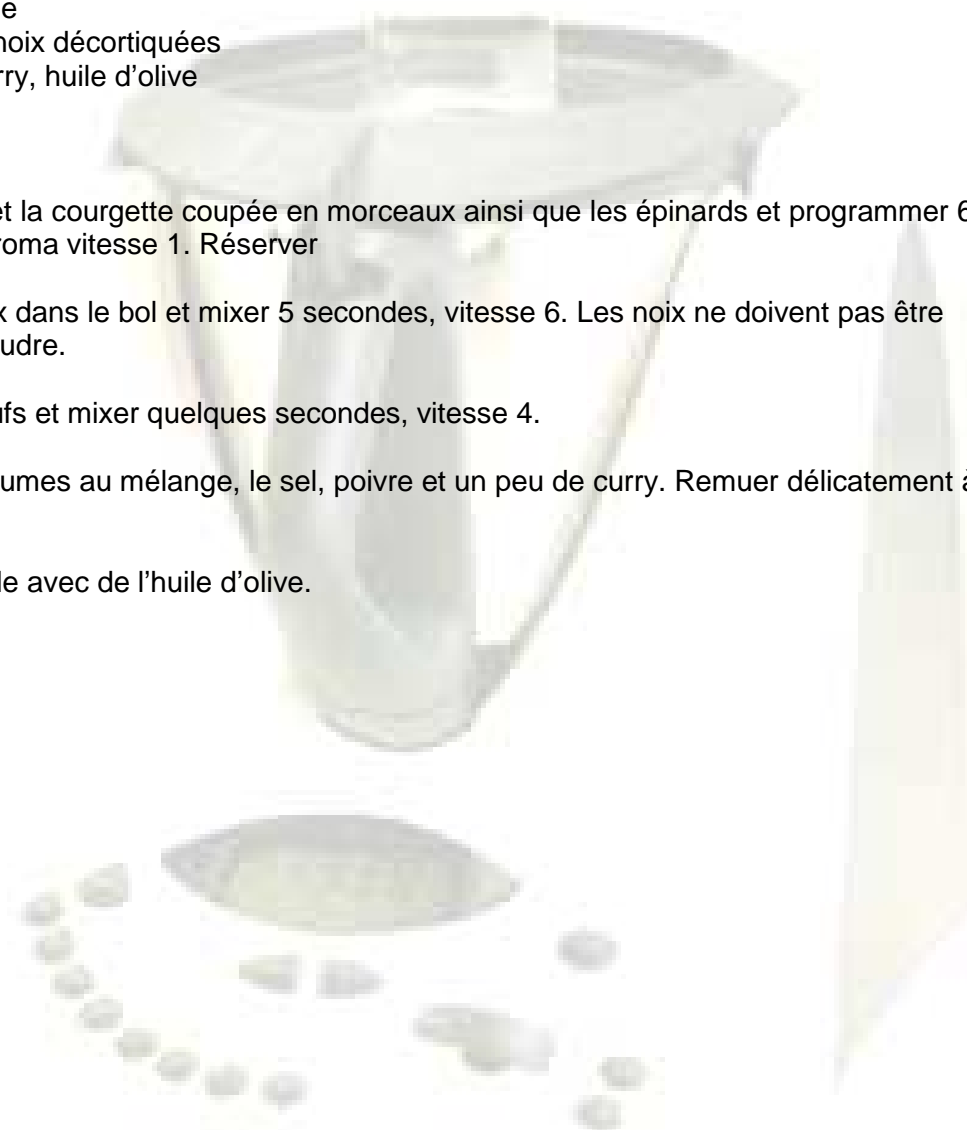 e
noix décortiquées
rry, huile d’olive
et la courgette coupée en morceaux ainsi que les épinards et programmer 6
roma vitesse 1. Réserver
x dans le bol et mixer 5 secondes, vitesse 6. Les noix ne doivent pas être
udre.
ufs et mixer quelques secondes, vitesse 4.
umes au mélange, le sel, poivre et un peu de curry. Remuer délicatement à
le avec de l’huile d’olive.